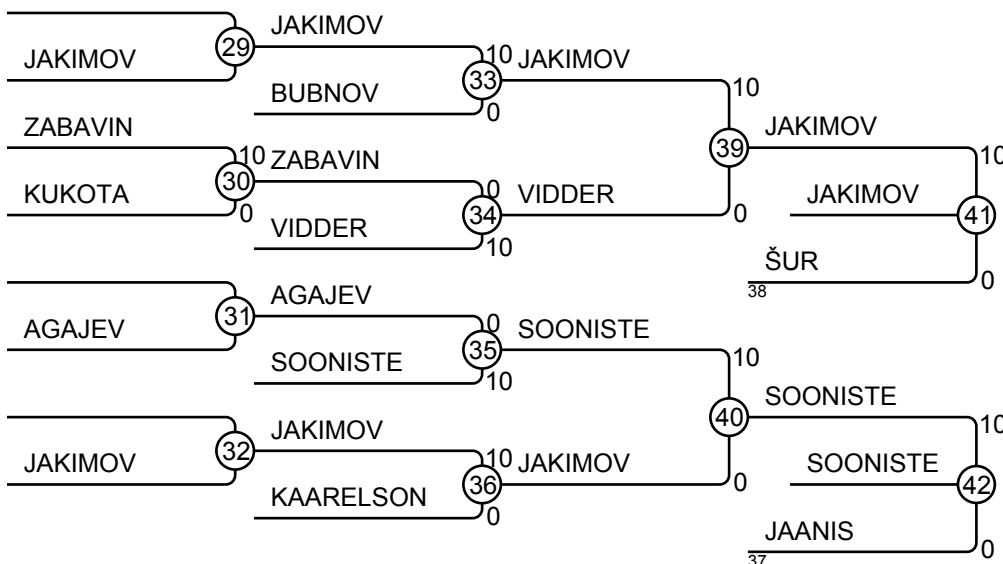 JAKIMOV
10
JAKIMOV 29 10 JAKIMOV
33
BUBNOV 0 10
ZABAVIN JAKIMOV
10 ZABAVIN 39 10
KUKOTA 30 0 VIDDER JAKIMOV
0 34 0 41
VIDDER 10 ŠUR
38 0
AGAJEV
AGAJEV 31 0 SOONISTE
35
SOONISTE 10 10
SOONISTE
JAKIMOV 40 10
JAKIMOV 32 10 JAKIMOV SOONISTE
36 0 42
KAARELSON 0
JAANIS
37 0